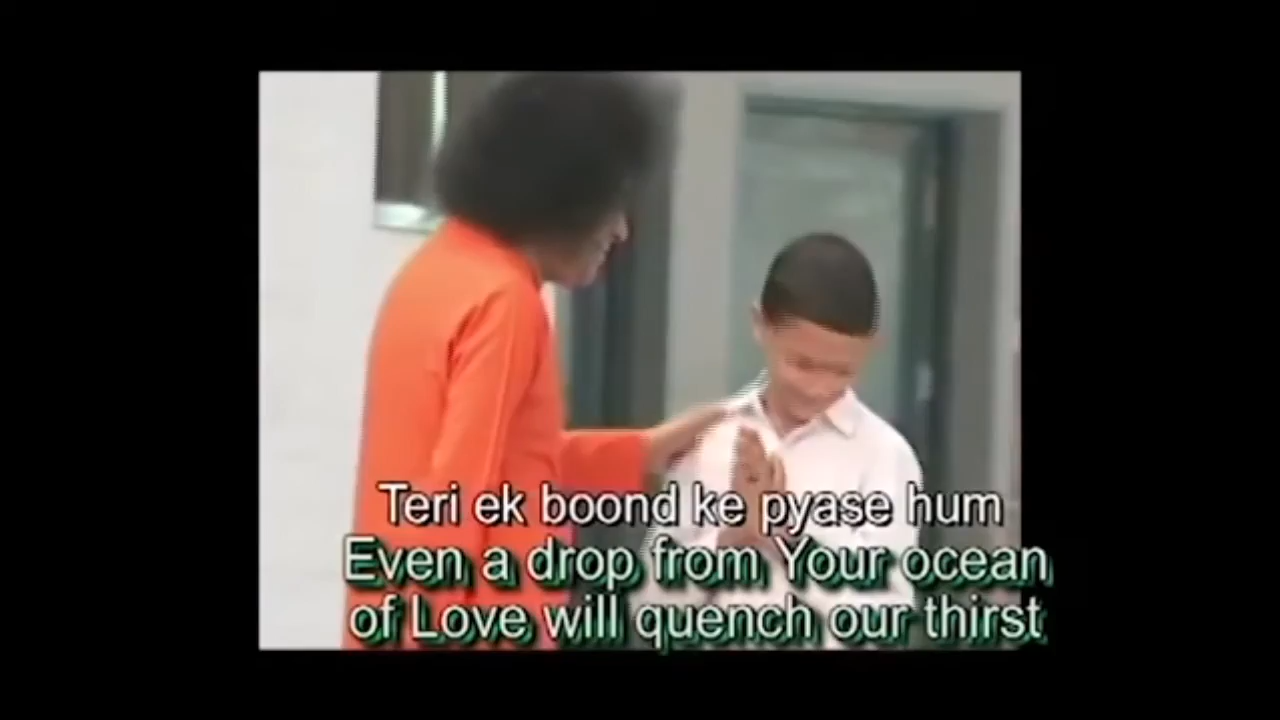 Teri ek boond ke pyase hum
Even a drop from Your ocean
of Love will quench our thirst